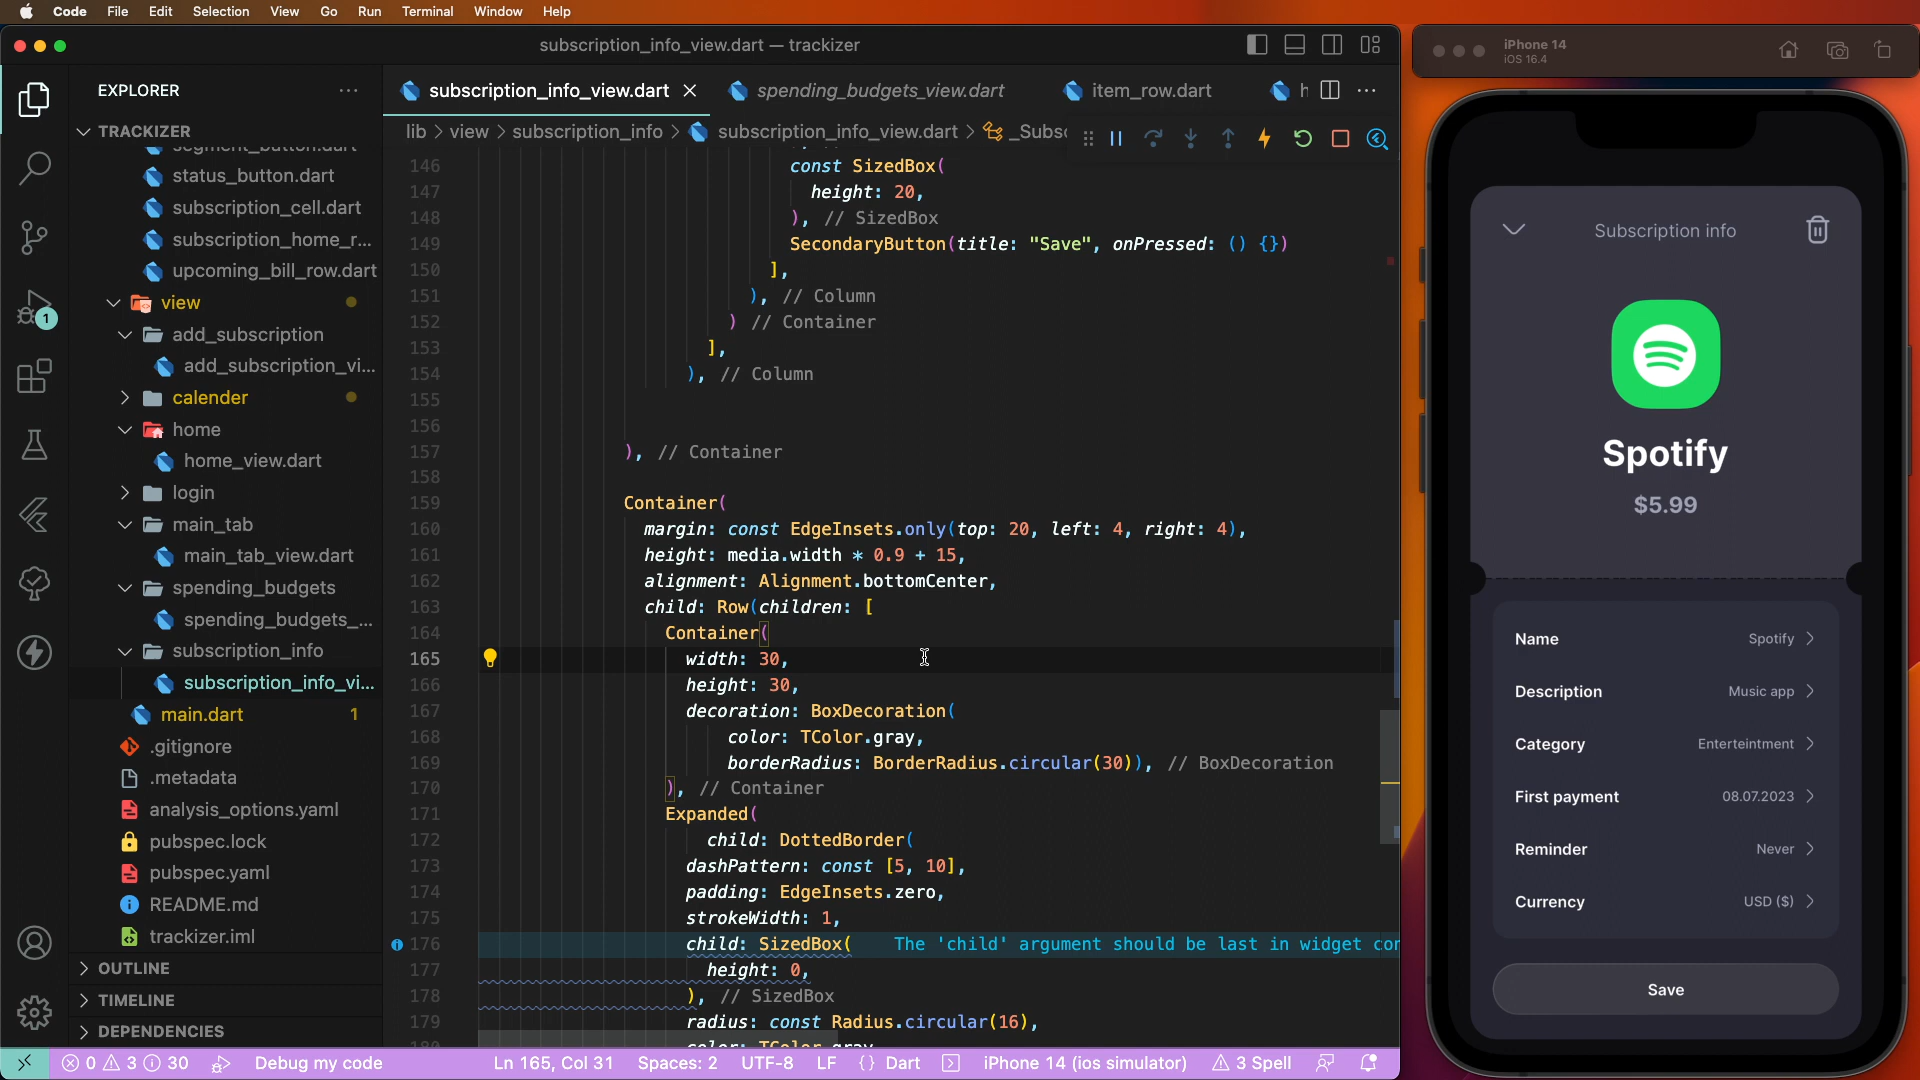 Code File Edit Selection View Go Run Terminal Window Help
subscription_info_view.dart — trackizer
EXPLORER
TRACKIZER
segment_button.dart
status_button.dart
subscription_cell.dart
subscription_home_r...
upcoming_bill_row.dart
view
add_subscription
add_subscription_vi...
calender
home
home_view.dart
login
main_tab
main_tab_view.dart
spending_budgets
spending_budgets_...
subscription_info
subscription_info_vi...
main.dart 1
.gitignore
.metadata
analysis_options.yaml
pubspec.lock
pubspec.yaml
README.md
trackizer.iml
OUTLINE
TIMELINE
DEPENDENCIES
1
subscription_info_view.dart spending_budgets_view.dart item_row.dart h
lib > view > subscription_info > subscription_info_view.dart > _Subsc
146 const SizedBox(
147 height: 20,
148 ), // SizedBox
149 SecondaryButton(title: "Save", onPressed: () {})
150 ],
151 ), // Column
152 ) // Container
153 ],
154 ), // Column
155
156
157 ), // Container
158
159 Container(
160 margin: const EdgeInsets.only(top: 20, left: 4, right: 4),
161 height: media.width * 0.9 + 15,
162 alignment: Alignment.bottomCenter,
163 child: Row(children: [
164 Container(
165 width: 30,
166 height: 30,
167 decoration: BoxDecoration(
168 color: TColor.gray,
169 borderRadius: BorderRadius.circular(30)), // BoxDecoration
170 ), // Container
171 Expanded(
172 child: DottedBorder(
173 dashPattern: const [5, 10],
174 padding: EdgeInsets.zero,
175 strokeWidth: 1,
176 child: SizedBox( The 'child' argument should be last in widget con
177 height: 0,
178 ), // SizedBox
179 radius: const Radius.circular(16),
180 color: TColor.gray
0 3 30 Debug my code Ln 165, Col 31 Spaces: 2 UTF-8 LF {} Dart iPhone 14 (ios simulator) 3 Spell
iPhone 14
iOS 16.4
Subscription info
Spotify
$5.99
Name Spotify
Description Music app
Category Enterteintment
First payment 08.07.2023
Reminder Never
Currency USD ($)
Save